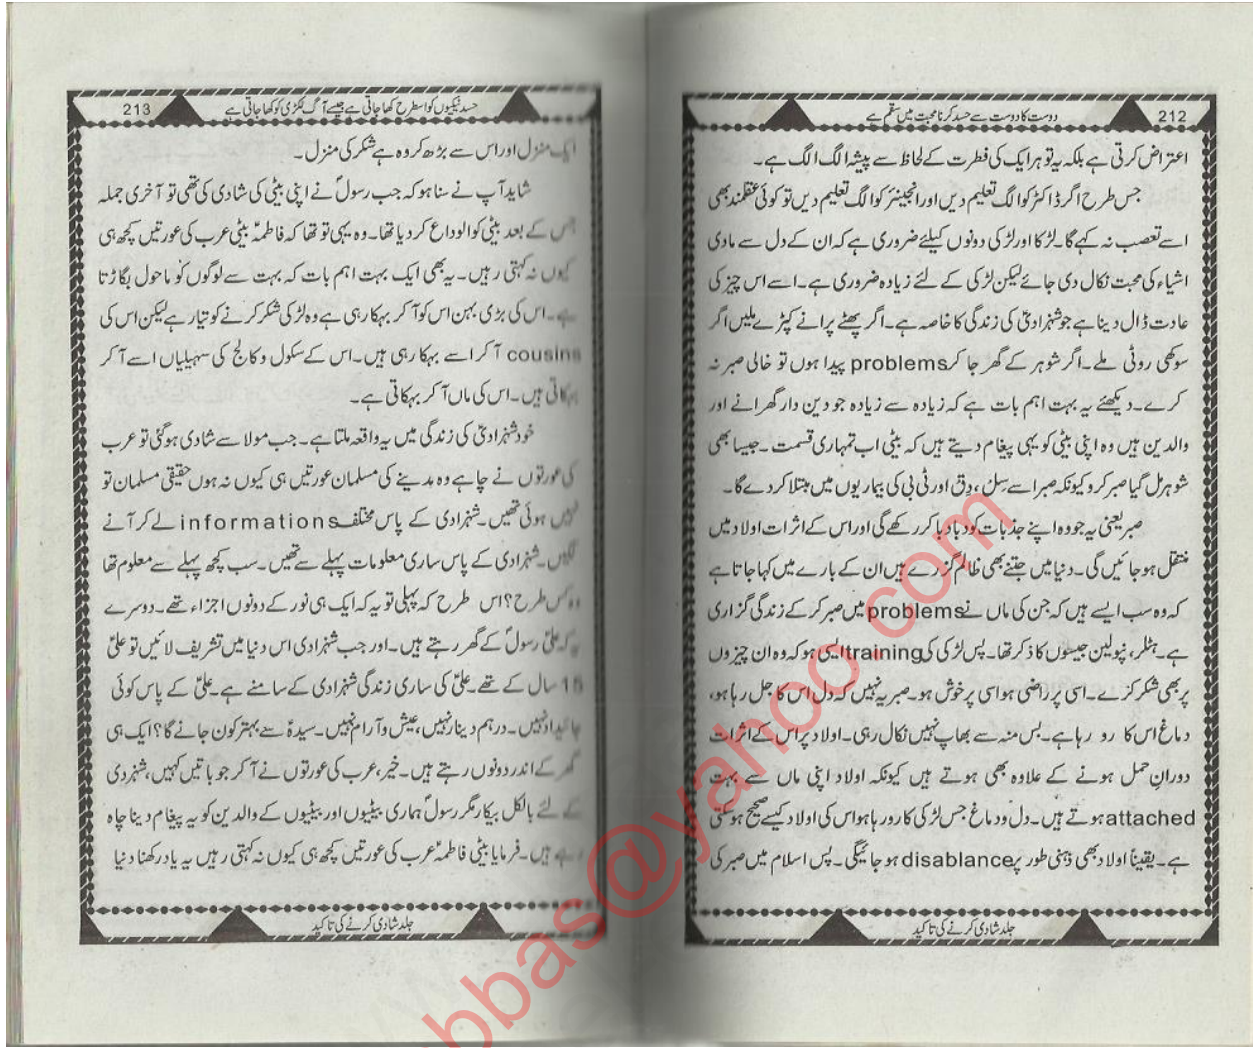 212
دوست کا دوست سے حسد کرنا محبت میں سقم ہے
اعتراض کرتی ہے بلکہ یہ تو ہر ایک کی فطرت کے لحاظ سے پیشہ الگ الگ ہے۔
جس طرح اگر ڈاکٹر کو الگ تعلیم دیں اور انجینئر کو الگ تعلیم دیں تو کوئی عقلمند بھی
اسے تعصب نہ کہے گا۔ لڑکا اور لڑکی دونوں کیلئے ضروری ہے کہ ان کے دل سے مادی
اشیاء کی محبت نکال دی جائے لیکن لڑکی کے لئے زیادہ ضروری ہے۔ اسے اس چیز کی
عادت ڈال دینا ہے جو شہزادیؑ کی زندگی کا خاصہ ہے۔ اگر پھٹے پرانے کپڑے ملیں اگر
سوکھی روٹی ملے۔ اگر شوہر کے گھر جا کر problems پیدا ہوں تو خالی صبر نہ
کرے۔ دیکھئے یہ بہت اہم بات ہے کہ زیادہ سے زیادہ جو دین دار گھرانے اور
والدین ہیں وہ اپنی بیٹی کو یہی پیغام دیتے ہیں کہ بیٹی اب تمہاری قسمت۔ جیسا بھی
شوہر مل گیا صبر کرو کیونکہ صبر اسے سِل، دق اور ٹی بی کی بیماریوں میں مبتلا کر دے گا۔
صبر یعنی یہ جو وہ اپنے جذبات کو دبا دبا کر رکھے گی اور اس کے اثرات اولاد میں
منتقل ہو جائیں گی۔ دنیا میں جتنے بھی ظالم گزرے ہیں ان کے بارے میں کہا جاتا ہے
کہ وہ سب ایسے ہیں کہ جن کی ماں نے problems میں صبر کر کے زندگی گزاری
ہے۔ ہٹلر، نپولین جیسوں کا ذکر تھا۔ پس لڑکی کی training ایسی ہو کہ وہ ان چیزوں
پر بھی شکر کرے۔ اسی پر راضی ہو اسی پر خوش ہو۔ صبر یہ نہیں کہ دل اس کا جل رہا ہو،
دماغ اس کا رو رہا ہے۔ بس منہ سے بھاپ نہیں نکال رہی۔ اولاد پر اس کے اثرات
دورانِ حمل ہونے کے علاوہ بھی ہوتے ہیں کیونکہ اولاد اپنی ماں سے بہت
attached ہوتے ہیں۔ دل و دماغ جس لڑکی کا رو رہا ہو اس کی اولاد کیسے صحیح ہو سکتی
ہے۔ یقیناً اولاد بھی ذہنی طور پر disablance ہو جائیگی۔ پس اسلام میں صبر کی
جلد شادی کرنے کی تاکید
213
حسد نیکیوں کو اسطرح کھا جاتی ہے جیسے آگ لکڑی کو کھا جاتی ہے
ایک منزل اور اس سے بڑھ کر وہ ہے شکر کی منزل۔
شاید آپ نے سنا ہو کہ جب رسولؐ نے اپنی بیٹی کی شادی کی تھی تو آخری جملہ
جس کے بعد بیٹی کو الوداع کر دیا تھا۔ وہ یہی تو تھا کہ فاطمہؑ بیٹی عرب کی عورتیں کچھ ہی
کیوں نہ کہتی رہیں۔ یہ بھی ایک بہت اہم بات کہ بہت سے لوگوں کو ماحول بگاڑتا
ہے۔ اس کی بڑی بہن اس کو آ کر بہکا رہی ہے وہ لڑکی شکر کرنے کو تیار ہے لیکن اس کی
cousins آ کر اسے بہکا رہی ہیں۔ اس کے سکول و کالج کی سہیلیاں اسے آ کر
بہکاتی ہیں۔ اس کی ماں آ کر بہکاتی ہے۔
خود شہزادیؑ کی زندگی میں یہ واقعہ ملتا ہے۔ جب مولا سے شادی ہو گئی تو عرب
کی عورتوں نے چاہے وہ مدینے کی مسلمان عورتیں ہی کیوں نہ ہوں حقیقی مسلمان تو
نہیں ہوئی تھیں۔ شہزادی کے پاس مختلف informations لے کر آنے
لگیں۔ شہزادی کے پاس ساری معلومات پہلے سے تھیں۔ سب کچھ پہلے سے معلوم تھا
وہ کس طرح؟ اس طرح کہ پہلی تو یہ کہ ایک ہی نور کے دونوں اجزاء تھے۔ دوسرے
یہ کہ علیؑ رسولؐ کے گھر رہتے ہیں۔ اور جب شہزادی اس دنیا میں تشریف لائیں تو علیؑ
15 سال کے تھے۔ علیؑ کی ساری زندگی شہزادی کے سامنے ہے۔ علیؑ کے پاس کوئی
جائیداد نہیں۔ درہم دینار نہیں، عیش و آرام نہیں۔ سیدہؑ سے بہتر کون جانے گا؟ ایک ہی
گھر کے اندر دونوں رہتے ہیں۔ خیر، عرب کی عورتوں نے آ کر جو باتیں کہیں، شہزدی
کے لئے بالکل بیکار مگر رسولؐ ہماری بیٹیوں اور بیٹیوں کے والدین کو یہ پیغام دینا چاہ
رہے ہیں۔ فرمایا بیٹی فاطمہؑ عرب کی عورتیں کچھ ہی کیوں نہ کہتی رہیں یہ یاد رکھنا دنیا
جلد شادی کرنے کی تاکید
bbas@yahoo.com